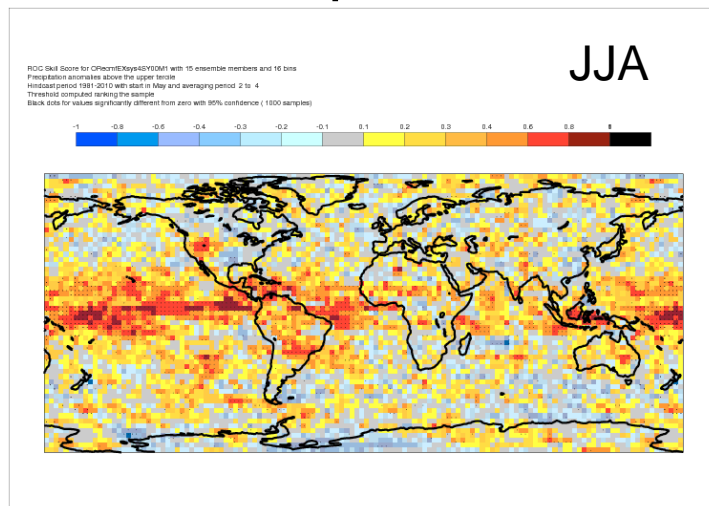 JJA
ROC Skill Score for ORecmfEXsys4SY00M1 with 15 ensemble members and 16 bins
Precipitation anomalies above the upper tercile
Hindcast period 1981-2010 with start in May and averaging period 2 to 4
Threshold computed ranking the sample
Black dots for values significantly different from zero with 95% confidence ( 1000 samples)
-1 -0.8 -0.6 -0.4 -0.3 -0.2 -0.1 0.1 0.2 0.3 0.4 0.6 0.8 1